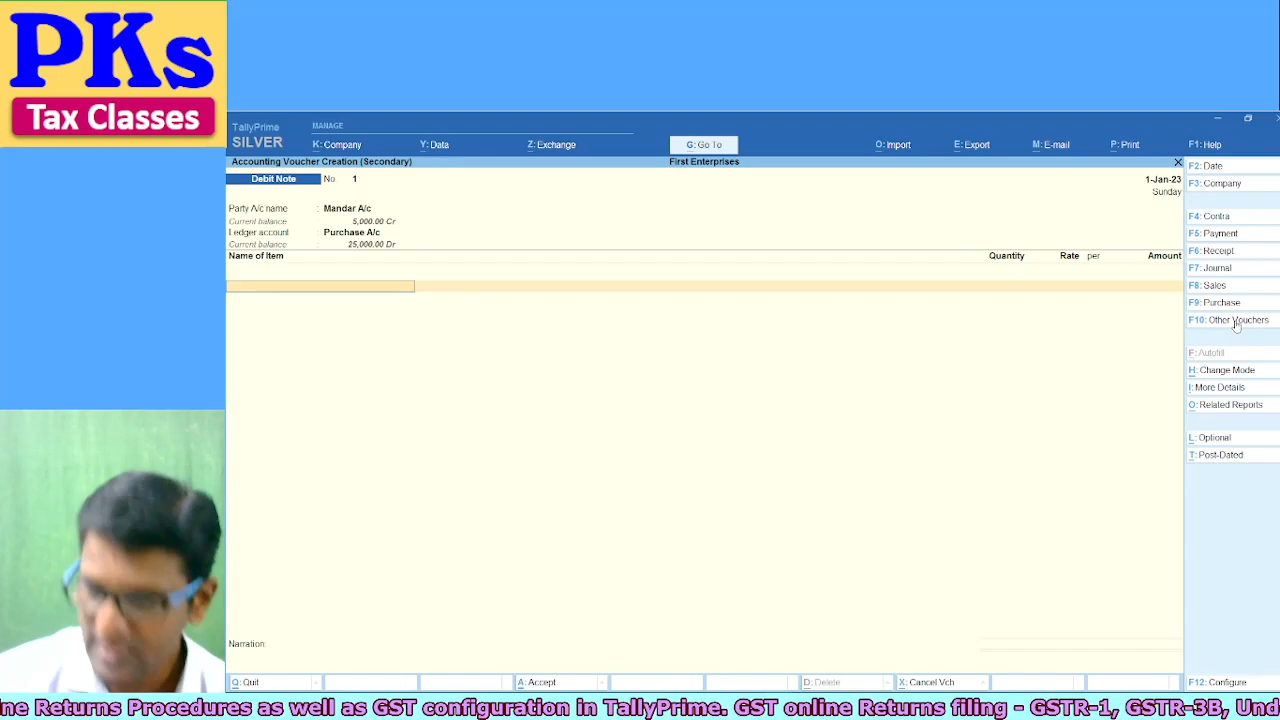 PKs
Tax Classes
TallyPrime
SILVER
MANAGE
K: Company
Y: Data
Z: Exchange
G: Go To
O: Import
E: Export
M: E-mail
P: Print
F1: Help
Accounting Voucher Creation (Secondary)
First Enterprises
Debit Note No 1
1-Jan-23
Sunday
Party A/c name : Mandar A/c
Current balance : 5,000.00 Cr
Ledger account : Purchase A/c
Current balance : 25,000.00 Dr
Name of Item Quantity Rate per Amount
F2: Date
F3: Company
F4: Contra
F5: Payment
F6: Receipt
F7: Journal
F8: Sales
F9: Purchase
F10: Other Vouchers
F: Autofill
H: Change Mode
I: More Details
O: Related Reports
L: Optional
T: Post-Dated
Narration:
Q: Quit
A: Accept
D: Delete
X: Cancel Vch
F12: Configure
ne Returns Procedures as well as GST configuration in TallyPrime. GST online Returns filing - GSTR-1, GSTR-3B, Und